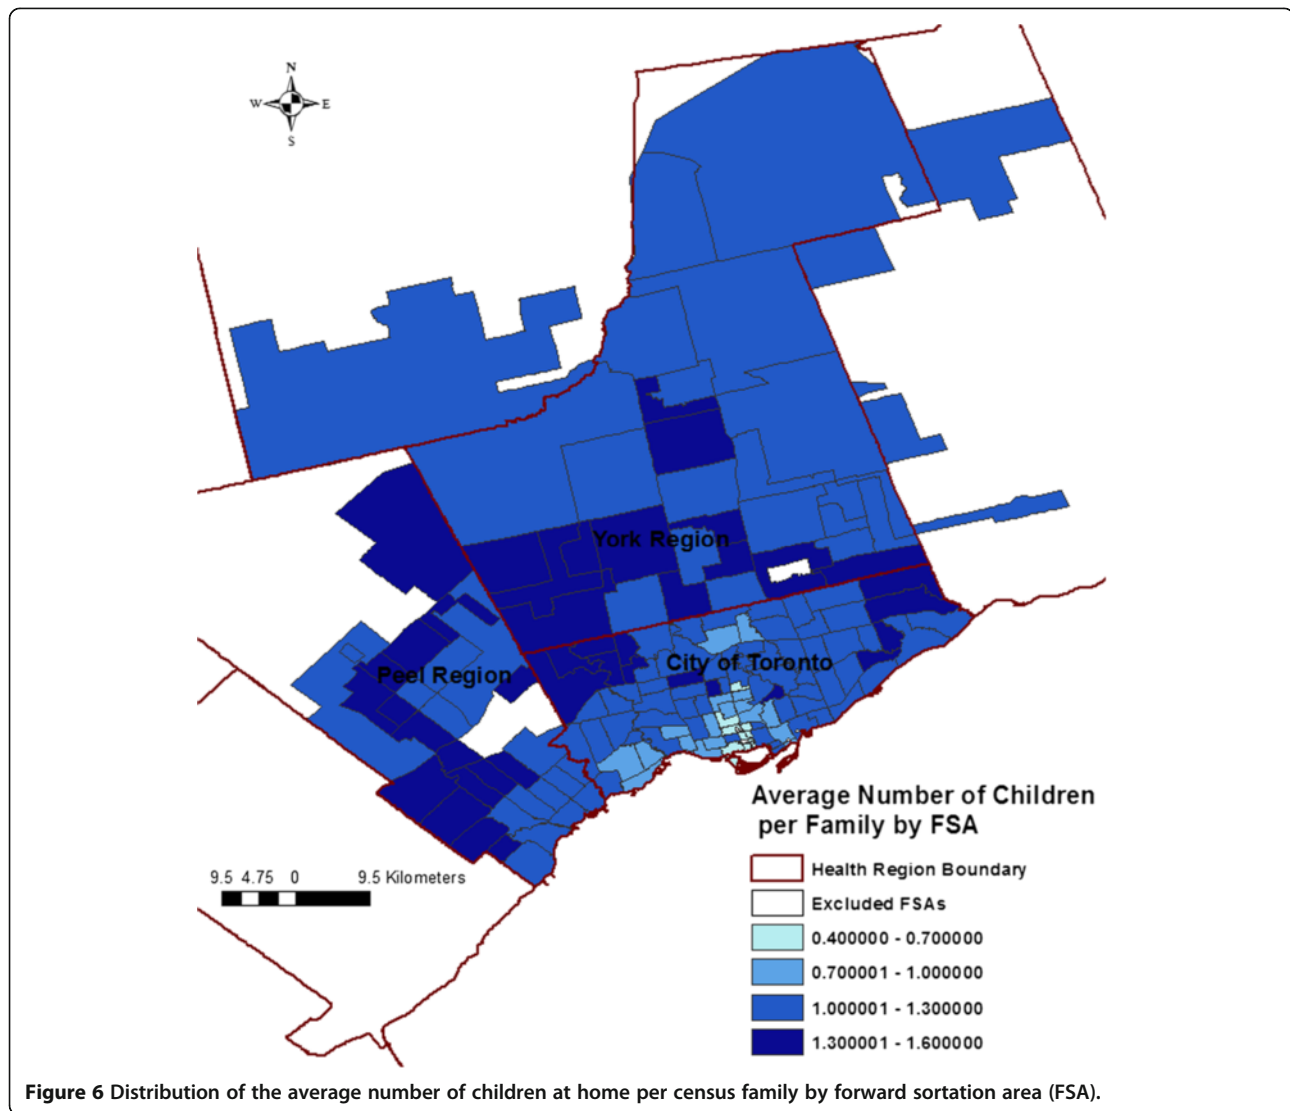 N
W E
S
York Region
City of Toronto
Peel Region
Average Number of Children
per Family by FSA
Health Region Boundary
Excluded FSAs
0.400000 - 0.700000
0.700001 - 1.000000
1.000001 - 1.300000
1.300001 - 1.600000
9.5 4.75 0 9.5 Kilometers
Figure 6 Distribution of the average number of children at home per census family by forward sortation area (FSA).